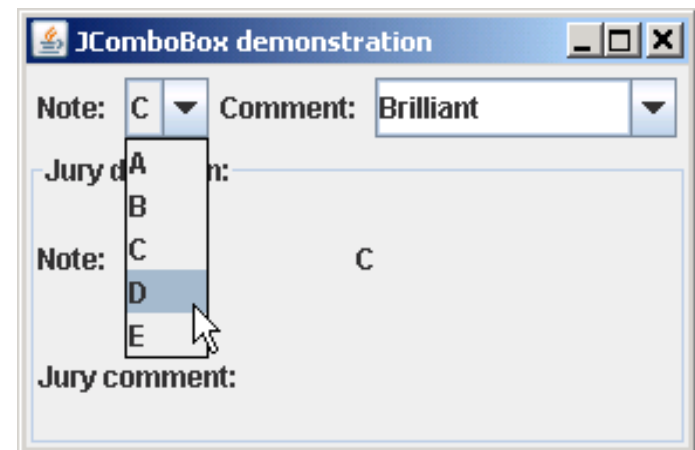 JComboBox demonstration
Note: C Comment: Brilliant
Jury d n:
A
B
C
D
E
Note: C
Jury comment: